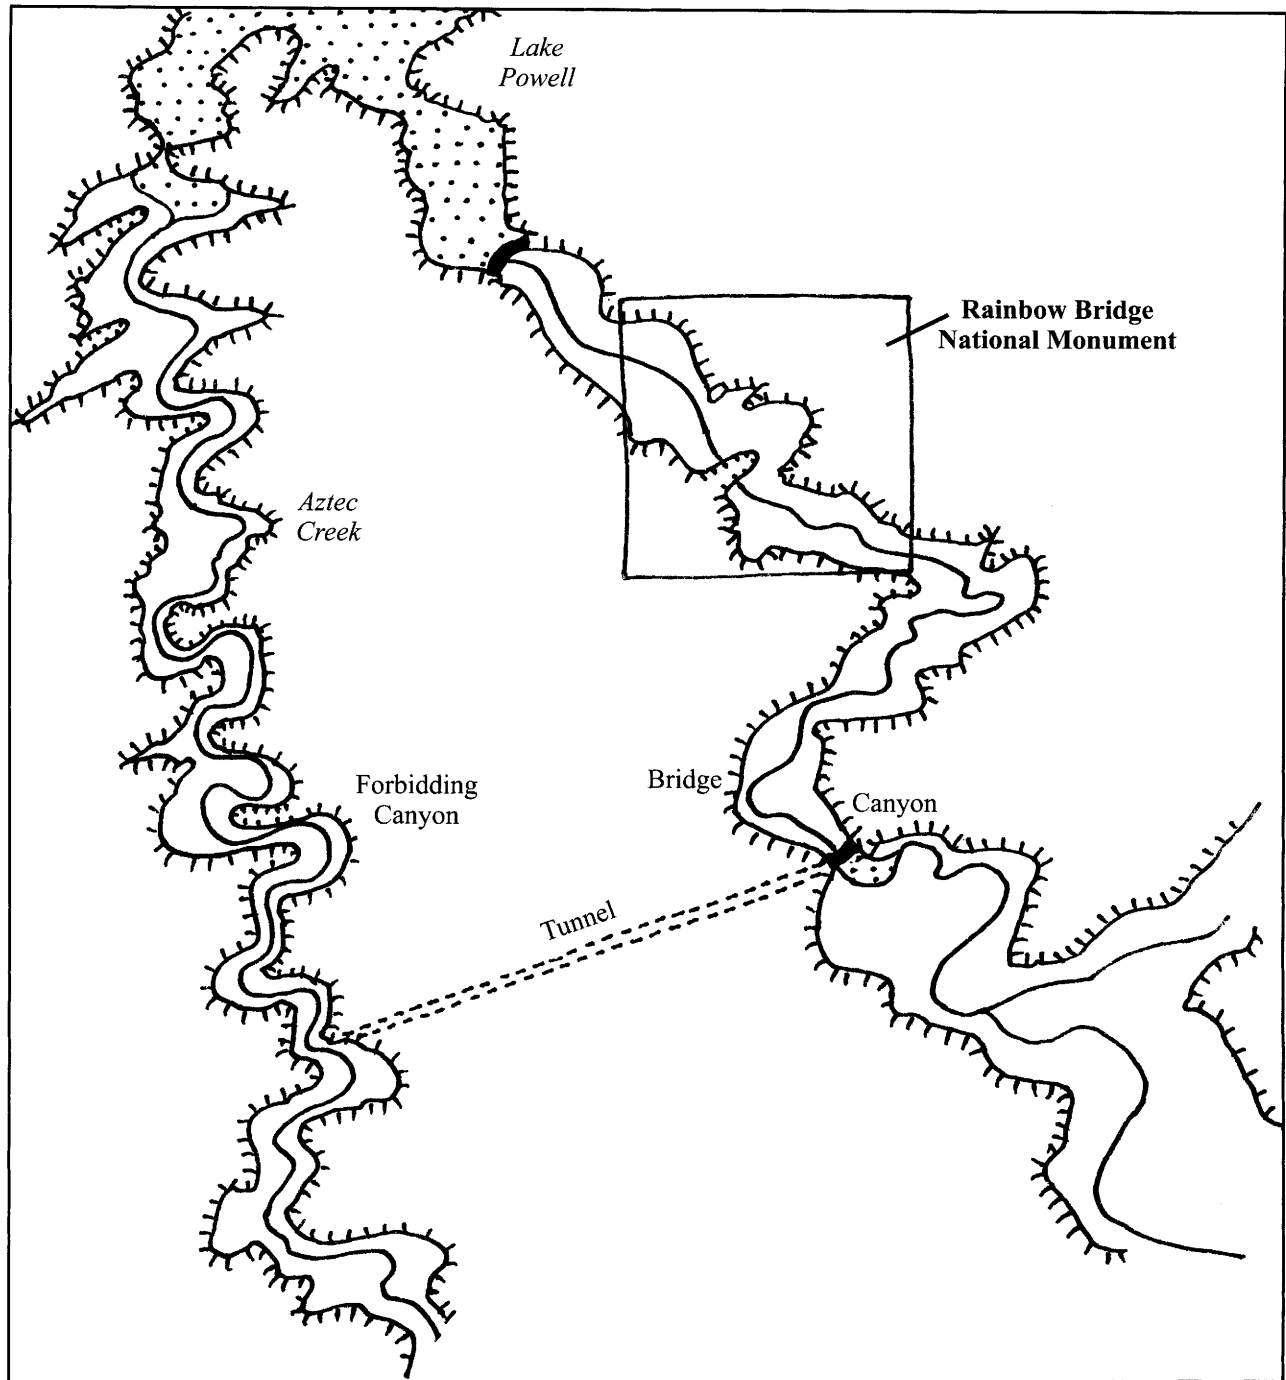 Lake
Powell
Rainbow Bridge
National Monument
Aztec
Creek
Forbidding
Canyon
Bridge
Canyon
Tunnel